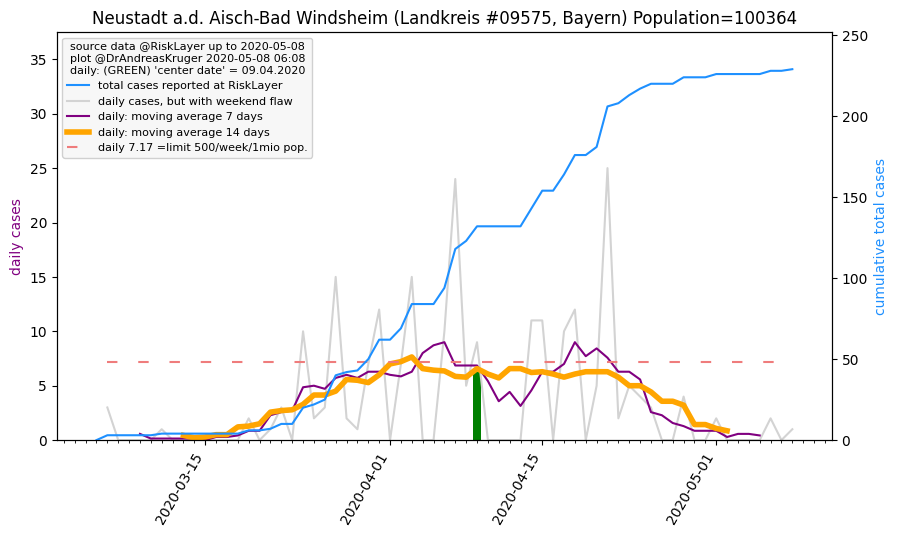 Neustadt a.d. Aisch-Bad Windsheim (Landkreis #09575, Bayern) Population=100364
source data @RiskLayer up to 2020-05-08
plot @DrAndreasKruger 2020-05-08 06:08
daily: (GREEN) 'center date' = 09.04.2020
total cases reported at RiskLayer
daily cases, but with weekend flaw
daily: moving average 7 days
daily: moving average 14 days
daily 7.17 =limit 500/week/1mio pop.
daily cases
35
30
25
20
15
10
5
0
cumulative total cases
250
200
150
100
50
0
2020-03-15
2020-04-01
2020-04-15
2020-05-01